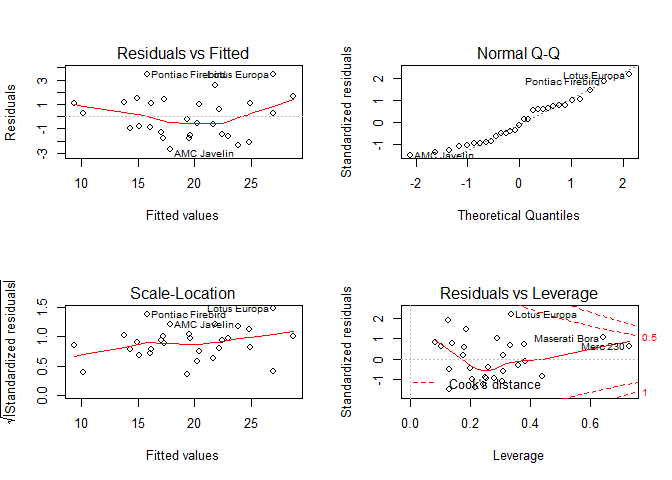 Residuals vs Fitted
Residuals
3
1
-1
-3
Pontiac Firebird
Lotus Europa
AMC Javelin
10
15
20
25
Fitted values
Normal Q-Q
Standardized residuals
2
1
0
-1
Lotus Europa
Pontiac Firebird
AMC Javelin
-2
-1
0
1
2
Theoretical Quantiles
Scale-Location
√|Standardized residuals|
1.5
1.0
0.5
0.0
Lotus Europa
Pontiac Firebird
AMC Javelin
10
15
20
25
Fitted values
Residuals vs Leverage
Standardized residuals
2
1
0
-1
Lotus Europa
Maserati Bora
Merc 230
0.5
1
Cook's distance
0.0
0.2
0.4
0.6
Leverage